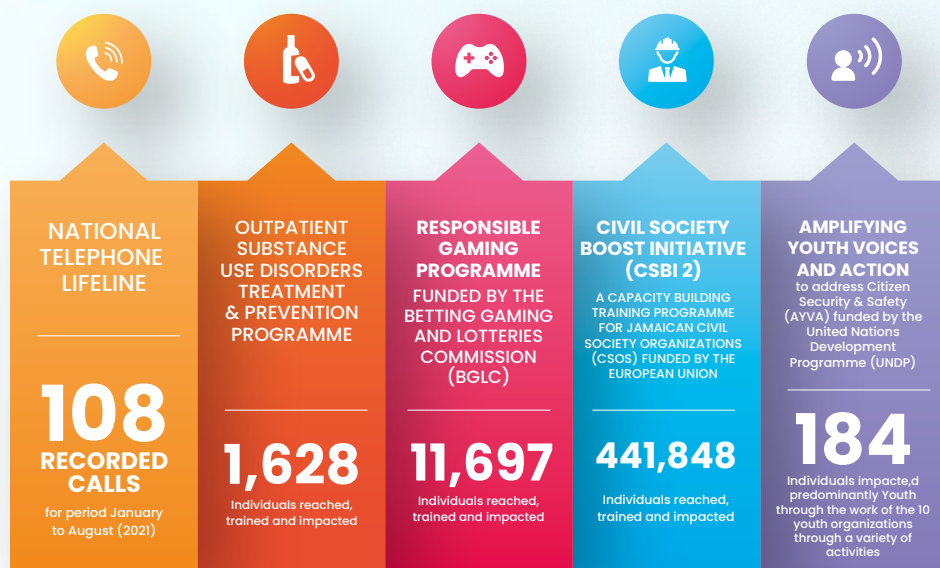 NATIONAL
TELEPHONE
LIFELINE
108
RECORDED
CALLS
for period January
to August (2021)
OUTPATIENT
SUBSTANCE
USE DISORDERS
TREATMENT
& PREVENTION
PROGRAMME
1,628
Individuals reached,
trained and impacted
RESPONSIBLE
GAMING
PROGRAMME
FUNDED BY THE
BETTING GAMING
AND LOTTERIES
COMMISSION
(BGLC)
11,697
Individuals reached,
trained and impacted
CIVIL SOCIETY
BOOST INITIATIVE
(CSBI 2)
A CAPACITY BUILDING
TRAINING PROGRAMME
FOR JAMAICAN CIVIL
SOCIETY ORGANIZATIONS
(CSOS) FUNDED BY THE
EUROPEAN UNION
441,848
Individuals reached,
trained and impacted
AMPLIFYING
YOUTH VOICES
AND ACTION
to address Citizen
Security & Safety
(AYVA) funded by the
United Nations
Development
Programme (UNDP)
184
Individuals impacte,d
predominantly Youth
through the work of the 10
youth organizations
through a variety of
activities